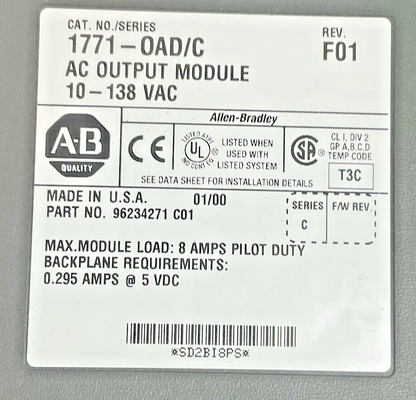 CAT. NO./SERIES
REV.
1771-OAD/C
F01
AC OUTPUT MODULE
10-138 VAC
Allen-Bradley
A-B
QUALITY
CE
LISTED
UL
LISTED WHEN
USED WITH
LISTED SYSTEM
SA
CL I, DIV 2
GP A,B,C,D
TEMP CODE
T3C
SEE DATA SHEET FOR INSTALLATION DETAILS
MADE IN U.S.A. 01/00
PART NO. 96234271 C01
SERIES
F/W REV.
C
MAX.MODULE LOAD: 8 AMPS PILOT DUTY
BACKPLANE REQUIREMENTS:
0.295 AMPS @ 5 VDC
*SD2BI8PS*